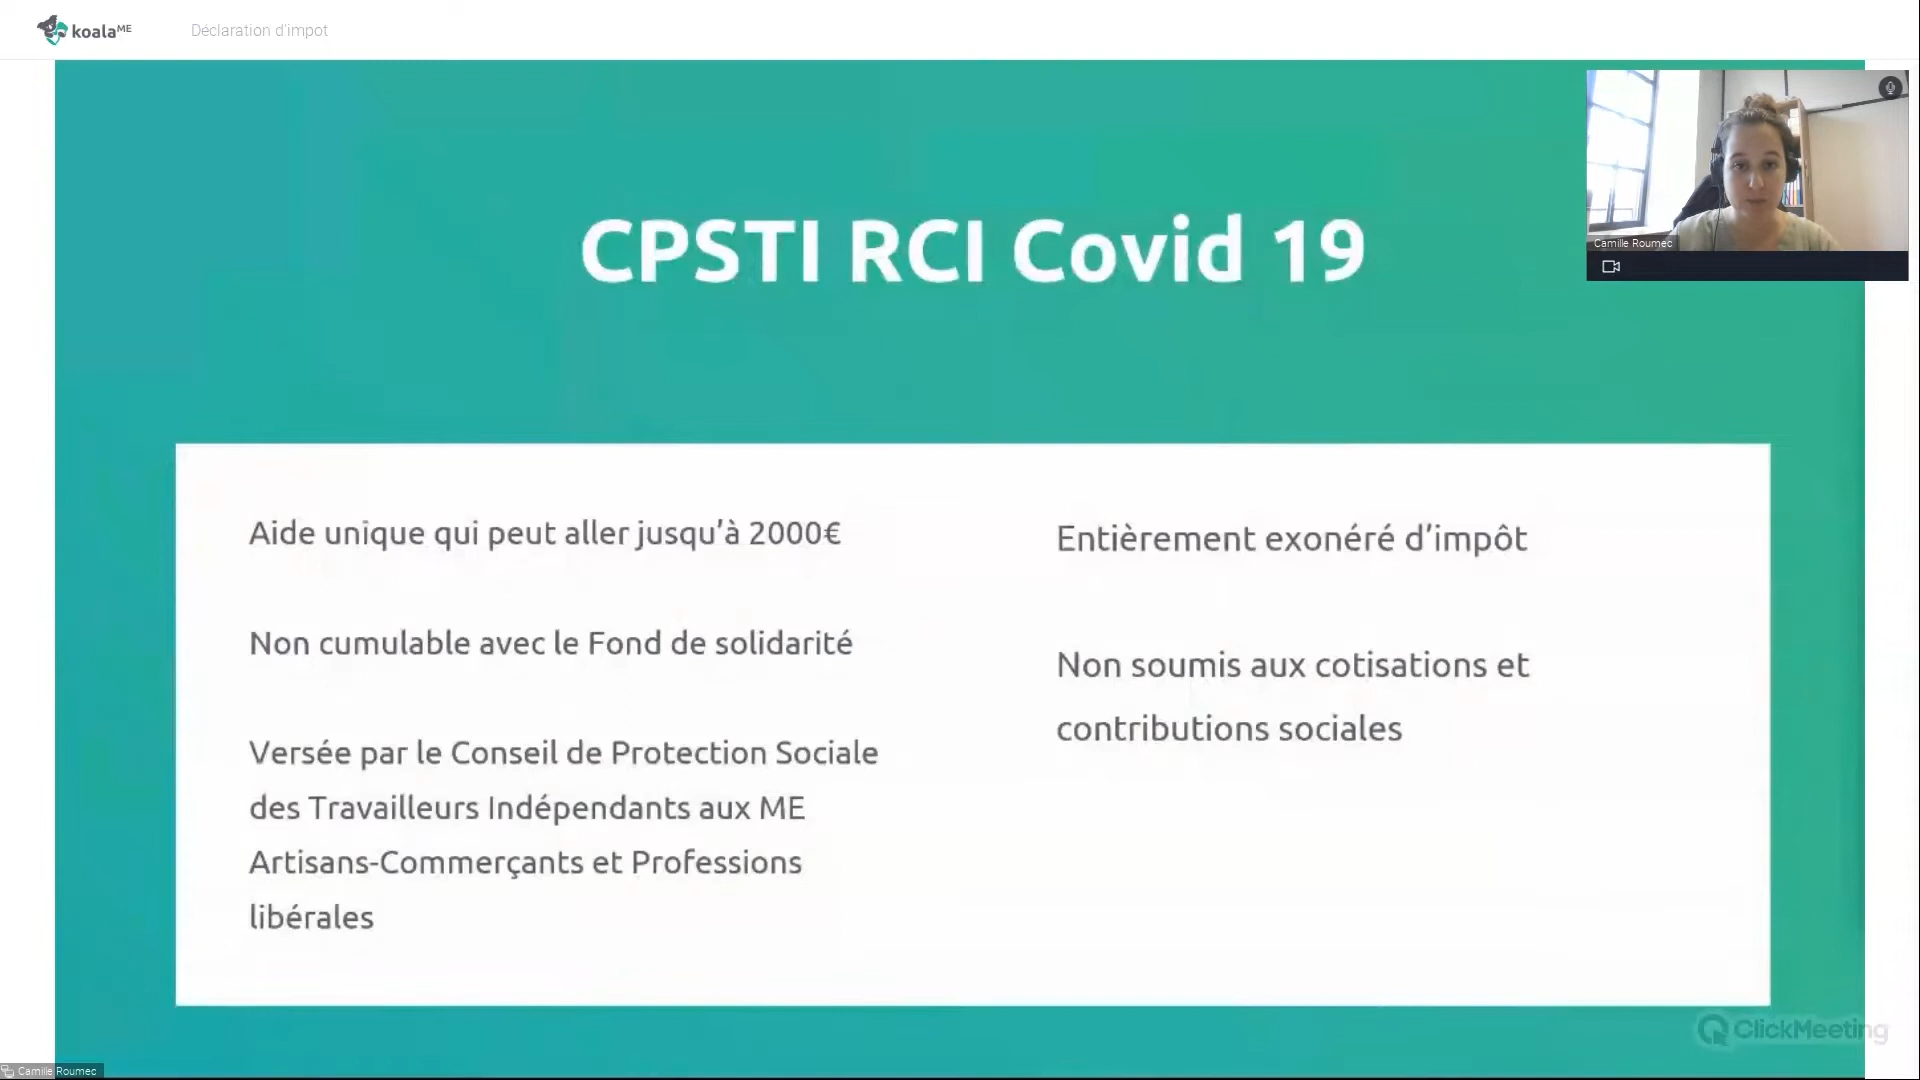 koalaME
Déclaration d'impot
CPSTI RCI Covid 19
Camille Roumec
Aide unique qui peut aller jusqu'à 2000€
Non cumulable avec le Fond de solidarité
Versée par le Conseil de Protection Sociale
des Travailleurs Indépendants aux ME
Artisans-Commerçants et Professions
libérales
Entièrement exonéré d'impôt
Non soumis aux cotisations et
contributions sociales
ClickMeeting
Camille Roumec